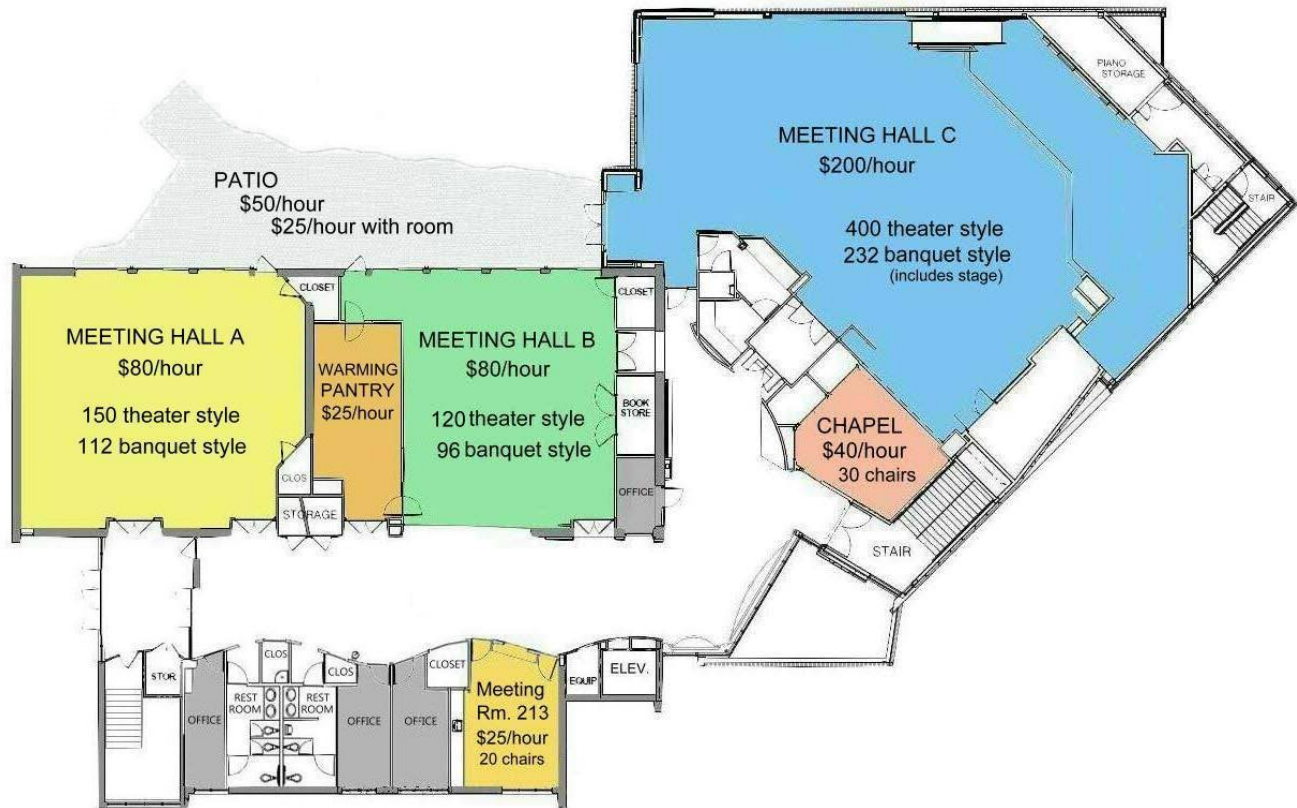 PIANO
STORAGE
MEETING HALL C
$200/hour
400 theater style
232 banquet style
(includes stage)
STAIR
PATIO
$50/hour
$25/hour with room
CLOSET
CLOSET
MEETING HALL A
$80/hour
150 theater style
112 banquet style
WARMING
PANTRY
$25/hour
MEETING HALL B
$80/hour
120 theater style
96 banquet style
BOOK
STORE
CLOS
STORAGE
OFFICE
CHAPEL
$40/hour
30 chairs
STAIR
STOR
OFFICE
REST
ROOM
CLOS
REST
ROOM
CLOS
OFFICE
OFFICE
CLOSET
Meeting
Rm. 213
$25/hour
20 chairs
EQUIP
ELEV.